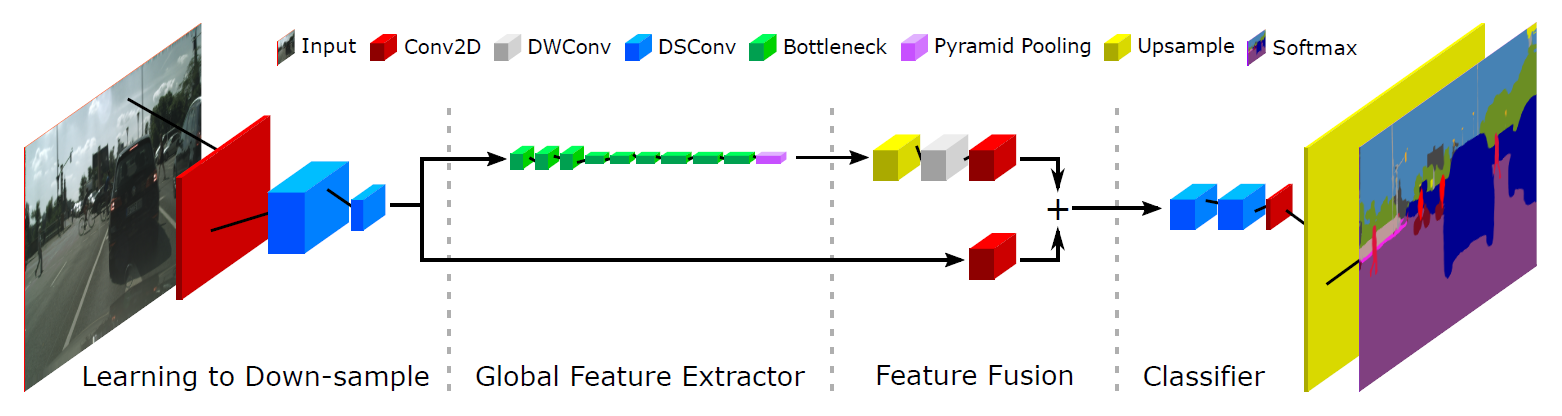 Input Conv2D DWConv DSConv Bottleneck Pyramid Pooling Upsample Softmax
+
Learning to Down-sample Global Feature Extractor Feature Fusion Classifier